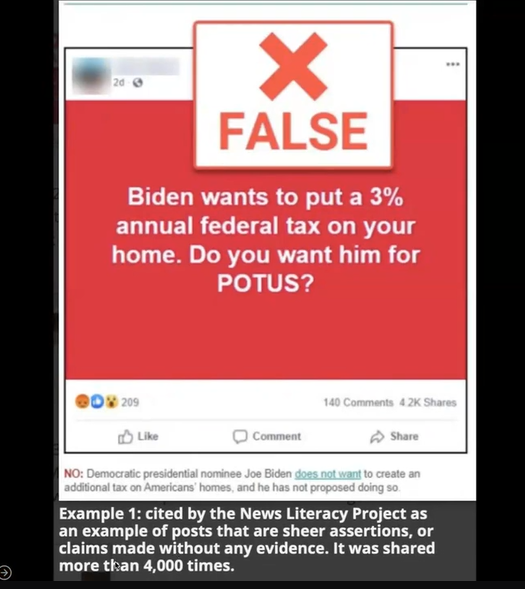 FALSE
2d
Biden wants to put a 3%
annual federal tax on your
home. Do you want him for
POTUS?
209
140 Comments 4.2K Shares
Like Comment Share
NO: Democratic presidential nominee Joe Biden does not want to create an
additional tax on Americans' homes, and he has not proposed doing so.
Example 1: cited by the News Literacy Project as
an example of posts that are sheer assertions, or
claims made without any evidence. It was shared
more than 4,000 times.